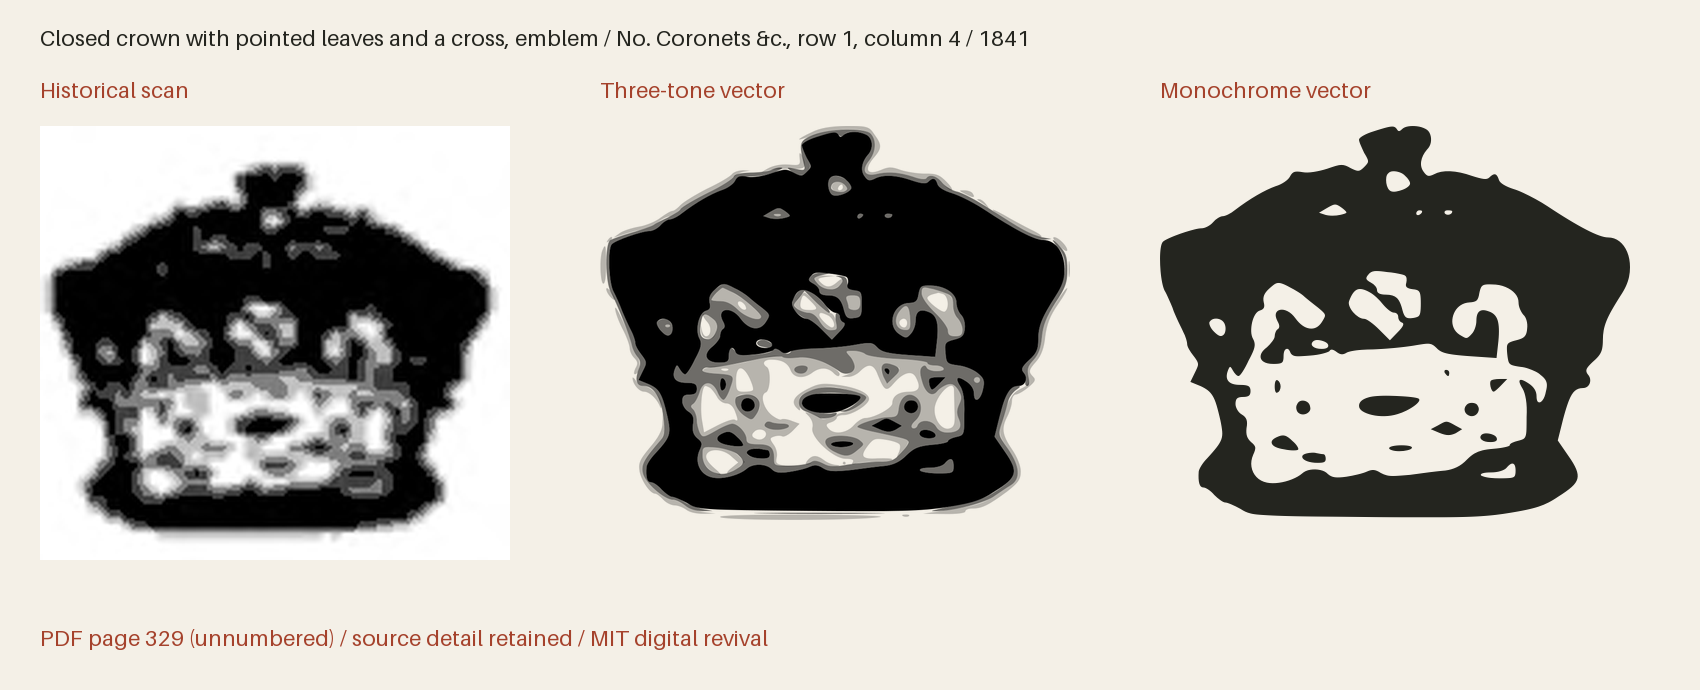 Closed crown with pointed leaves and a cross, emblem / No. Coronets &c., row 1, column 4 / 1841
Historical scan
Three-tone vector
Monochrome vector
PDF page 329 (unnumbered) / source detail retained / MIT digital revival